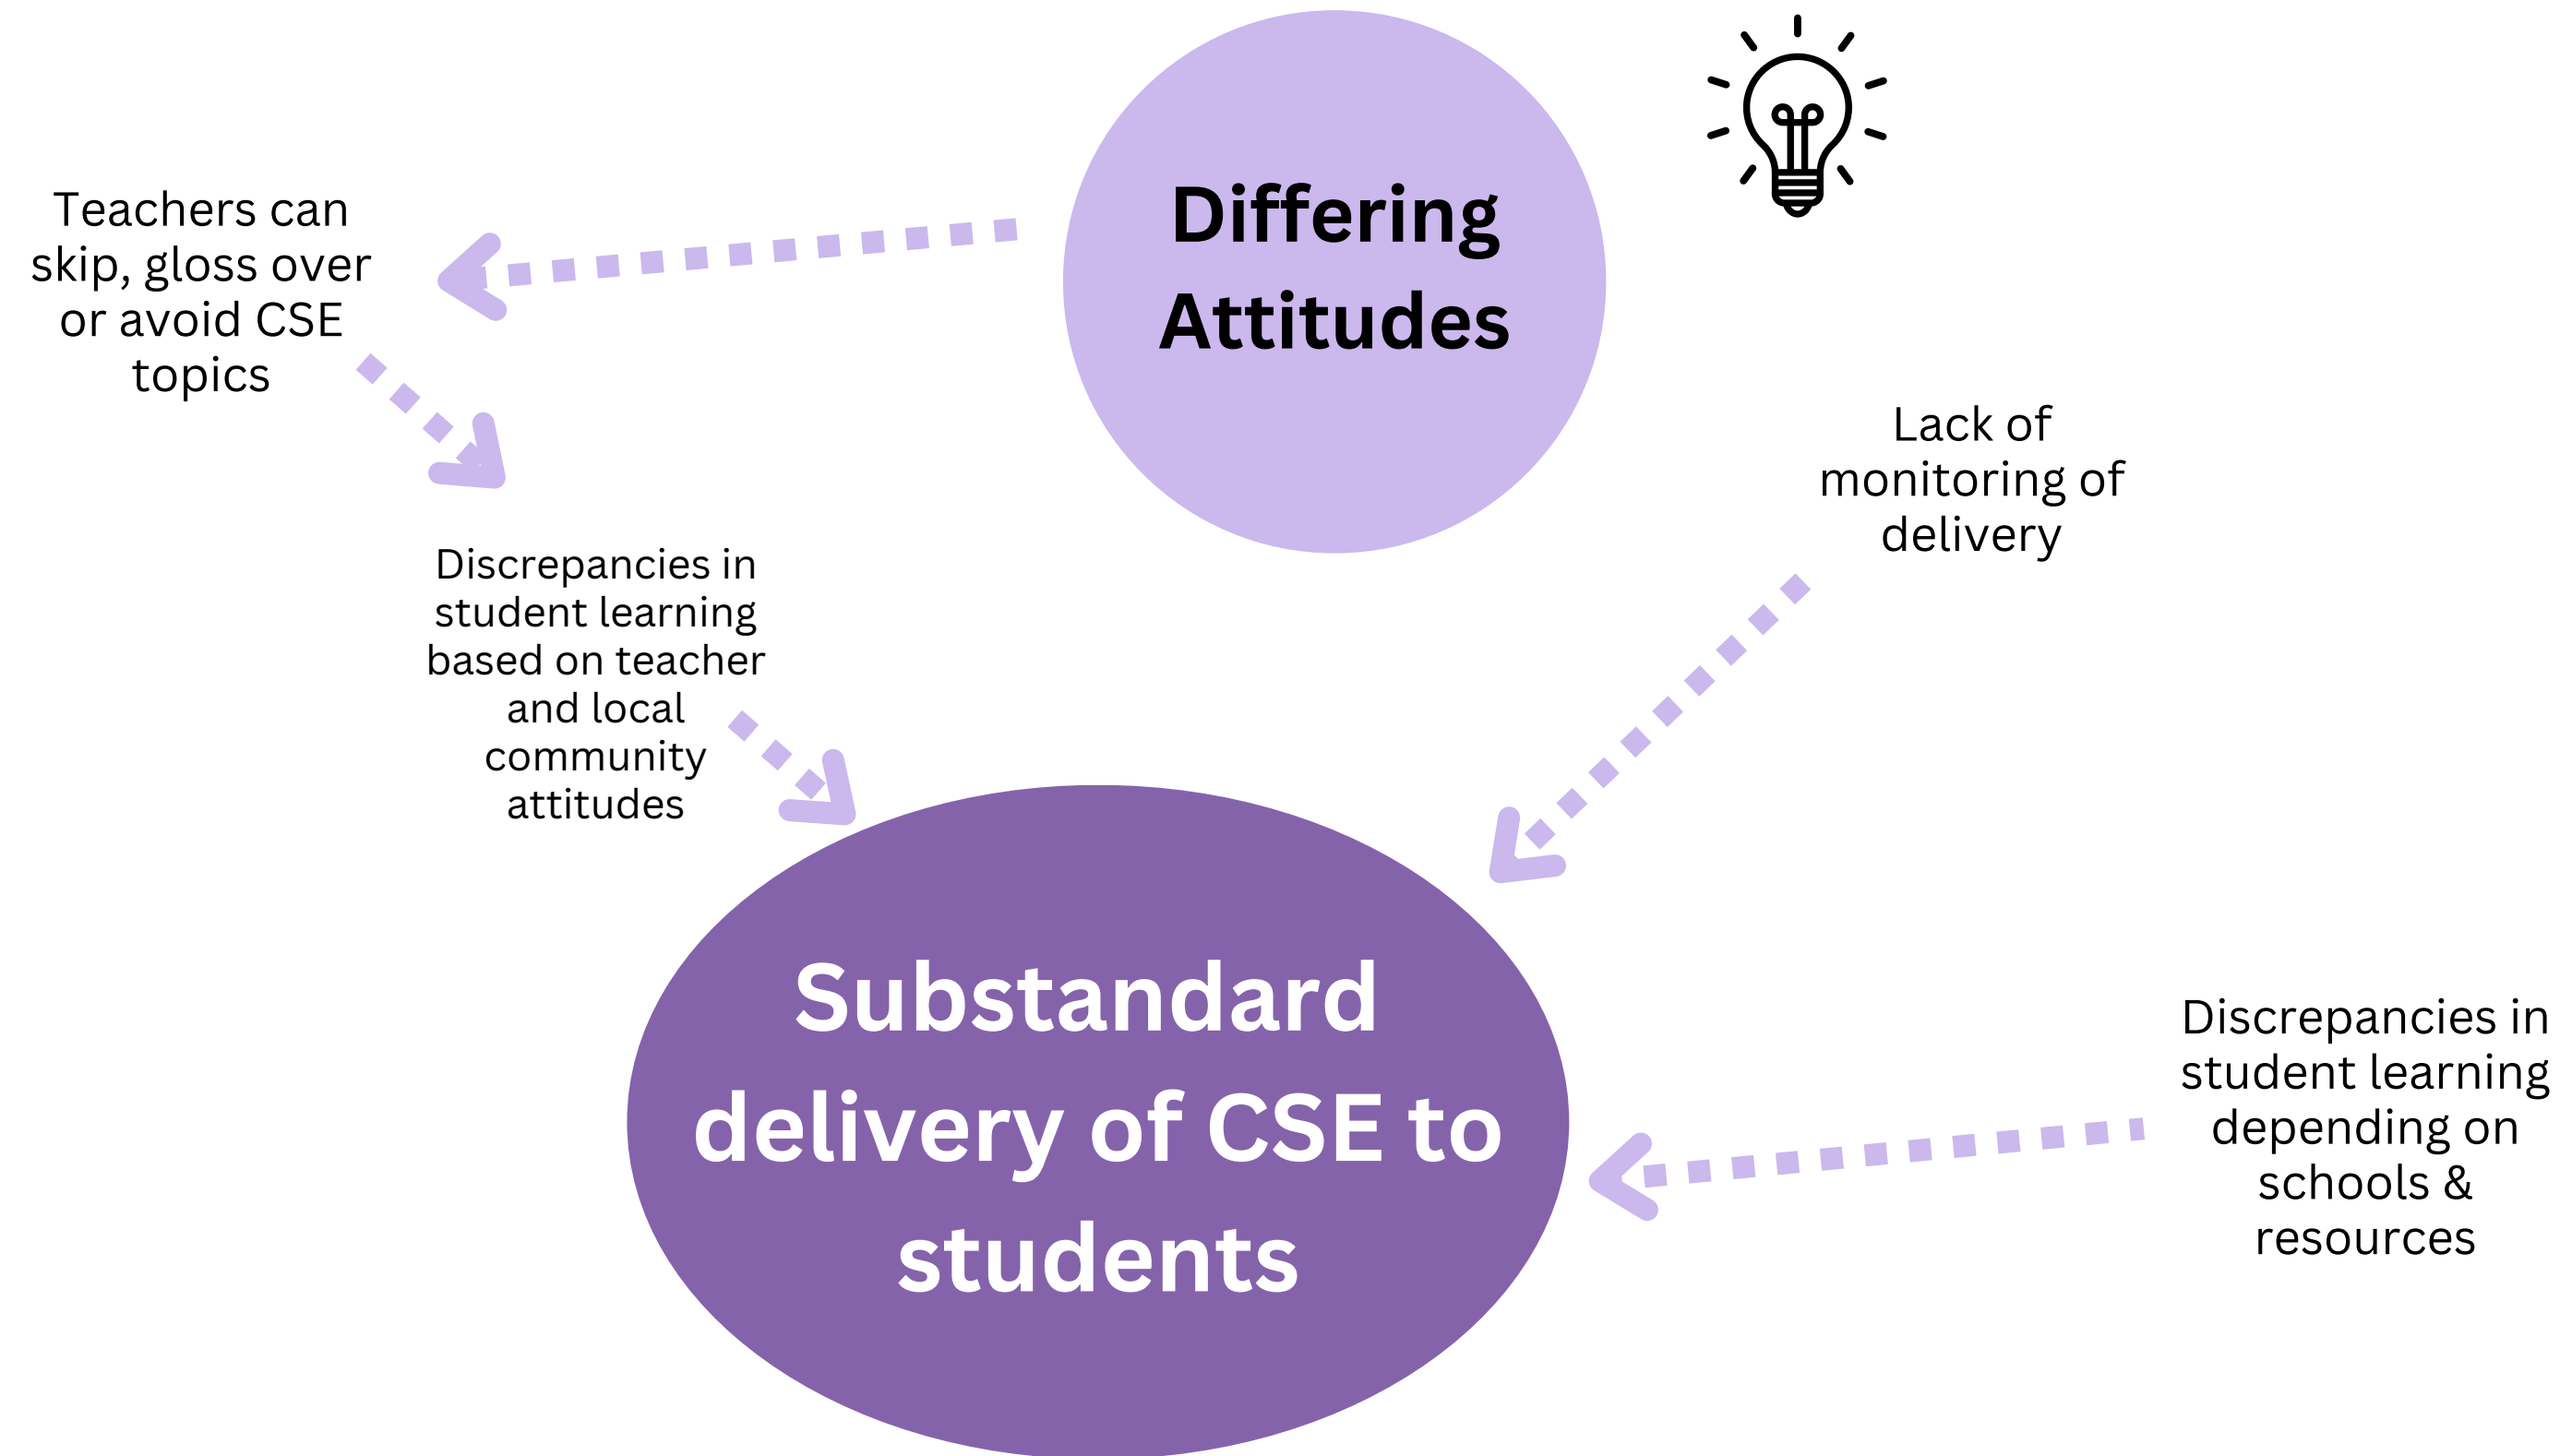 Differing
Attitudes
Teachers can
skip, gloss over
or avoid CSE
topics
Discrepancies in
student learning
based on teacher
and local
community
attitudes
Lack of
monitoring of
delivery
Substandard
delivery of CSE to
students
Discrepancies in
student learning
depending on
schools &
resources